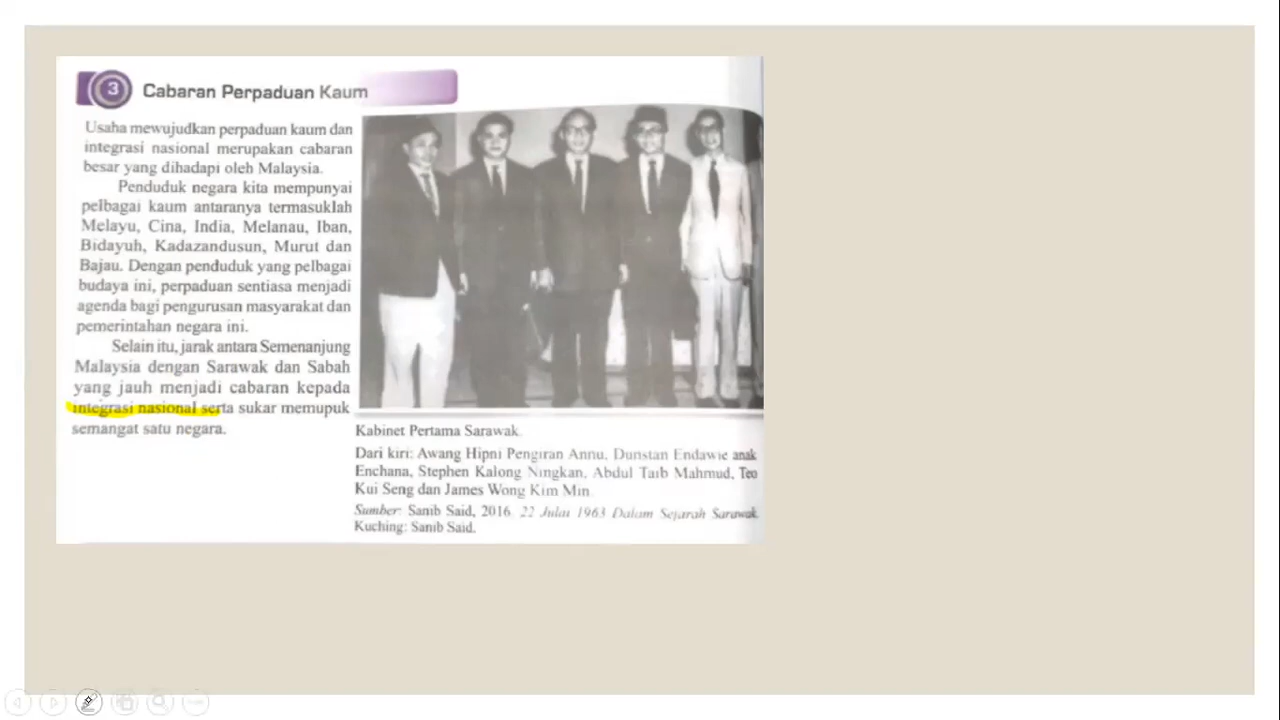 3 Cabaran Perpaduan Kaum
Usaha mewujudkan perpaduan kaum dan
integrasi nasional merupakan cabaran
besar yang dihadapi oleh Malaysia.
Penduduk negara kita mempunyai
pelbagai kaum antaranya termasuklah
Melayu, Cina, India, Melanau, Iban,
Bidayuh, Kadazandusun, Murut dan
Bajau. Dengan penduduk yang pelbagai
budaya ini, perpaduan sentiasa menjadi
agenda bagi pengurusan masyarakat dan
pemerintahan negara ini.
Selain itu, jarak antara Semenanjung
Malaysia dengan Sarawak dan Sabah
yang jauh menjadi cabaran kepada
integrasi nasional serta sukar memupuk
semangat satu negara.
Kabinet Pertama Sarawak.
Dari kiri: Awang Hipni Pengiran Annu, Dunstan Endawie anak
Enchana, Stephen Kalong Ningkan, Abdul Taib Mahmud, Teo
Kui Seng dan James Wong Kim Min.
Sumber: Sanib Said, 2016. 22 Julai 1963 Dalam Sejarah Sarawak.
Kuching: Sanib Said.